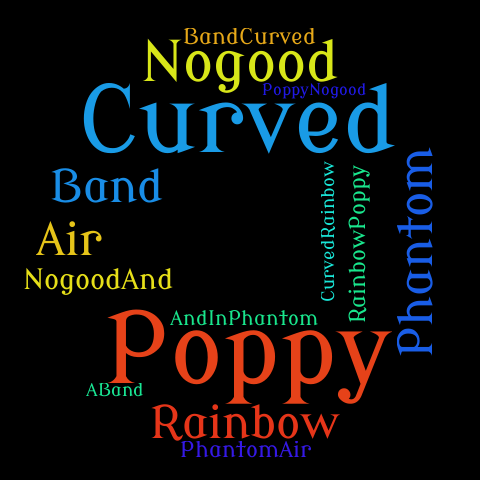 BandCurved
Nogood
PoppyNogood
Curved
Band
CurvedRainbow
RainbowPoppy
Phantom
Air
NogoodAnd
AndInPhantom
Poppy
ABand
Rainbow
PhantomAir